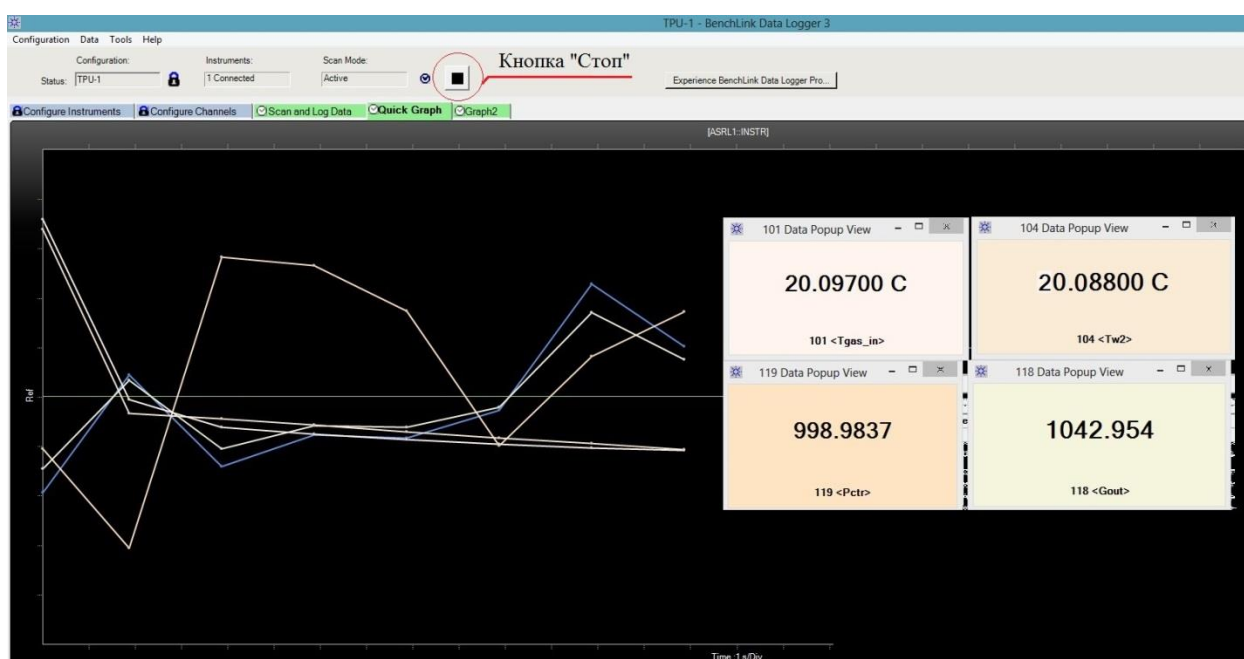 TPU-1 - BenchLink Data Logger 3
Configuration Data Tools Help
Configuration: Instruments: Scan Mode:
Status: TPU-1 1 Connected Active
Кнопка "Стоп"
Experience BenchLink Data Logger Pro...
Configure Instruments Configure Channels Scan and Log Data Quick Graph Graph2
[ASRL1::INSTR]
Ref
101 Data Popup View
20.09700 C
101 <Tgas_in>
104 Data Popup View
20.08800 C
104 <Tw2>
119 Data Popup View
998.9837
119 <Pctr>
118 Data Popup View
1042.954
118 <Gout>
Time :1 s/Div